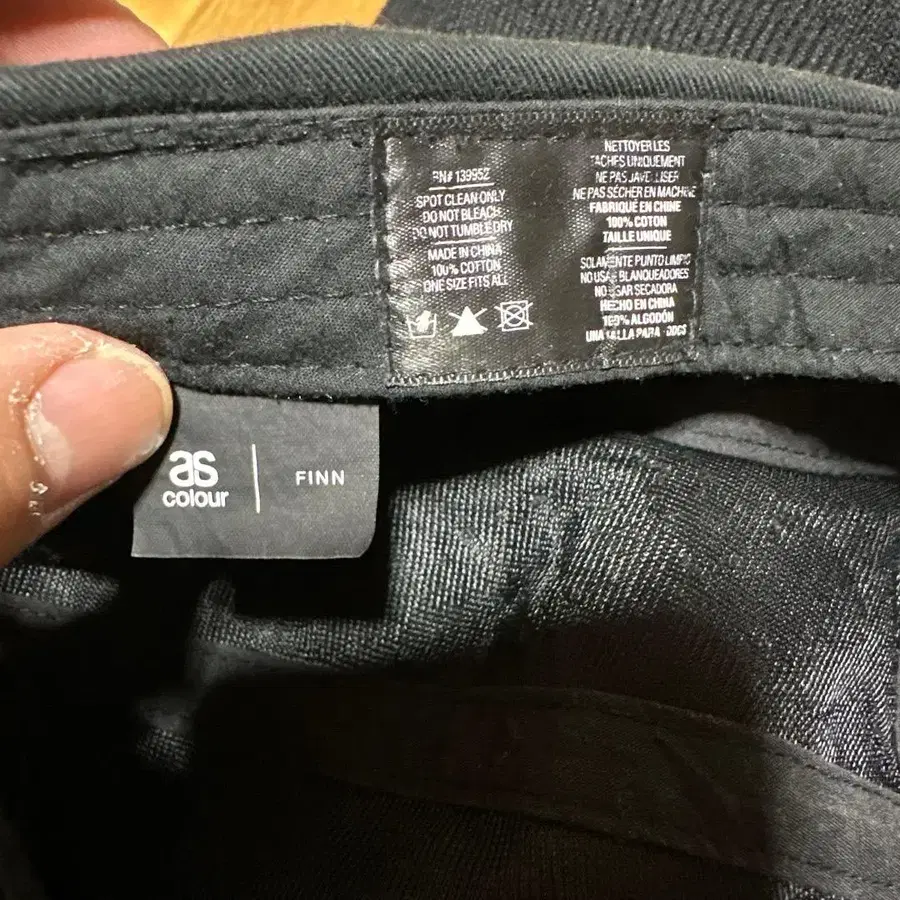 RN# 139952
SPOT CLEAN ONLY
DO NOT BLEACH
DO NOT TUMBLE DRY
MADE IN CHINA
100% COTTON
ONE SIZE FITS ALL
NETTOYER LES
TACHES UNIQUEMENT
NE PAS JAVELLISER
NE PAS SÉCHER EN MACHINE
FABRIQUÉ EN CHINE
100% COTON
TAILLE UNIQUE
SOLAMENTE PUNTO LIMPIO
NO USAR BLANQUEADORES
NO USAR SECADORA
HECHO EN CHINA
100% ALGODÓN
UNA TALLA PARA
as
colour
FINN